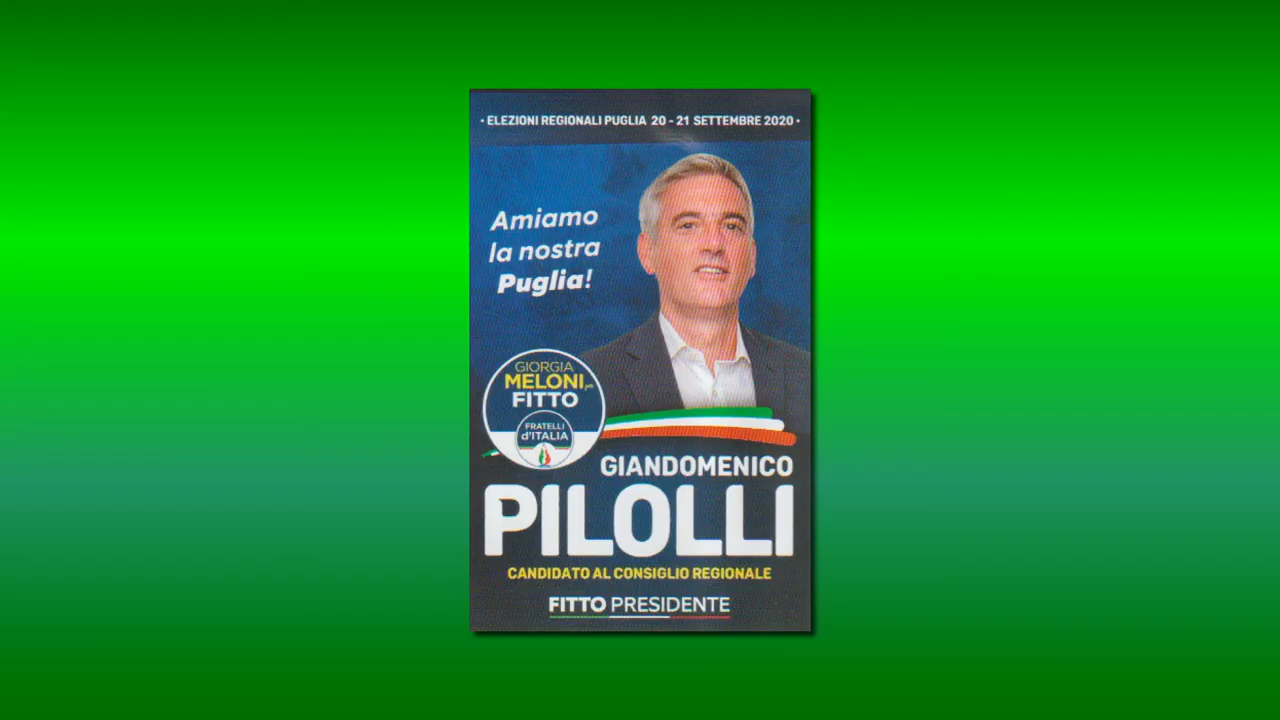 • ELEZIONI REGIONALI PUGLIA 20 - 21 SETTEMBRE 2020 •
Amiamo
la nostra
Puglia!
GIORGIA
MELONI per
FITTO
FRATELLI
d'ITALIA
GIANDOMENICO
PILOLLI
CANDIDATO AL CONSIGLIO REGIONALE
FITTO PRESIDENTE